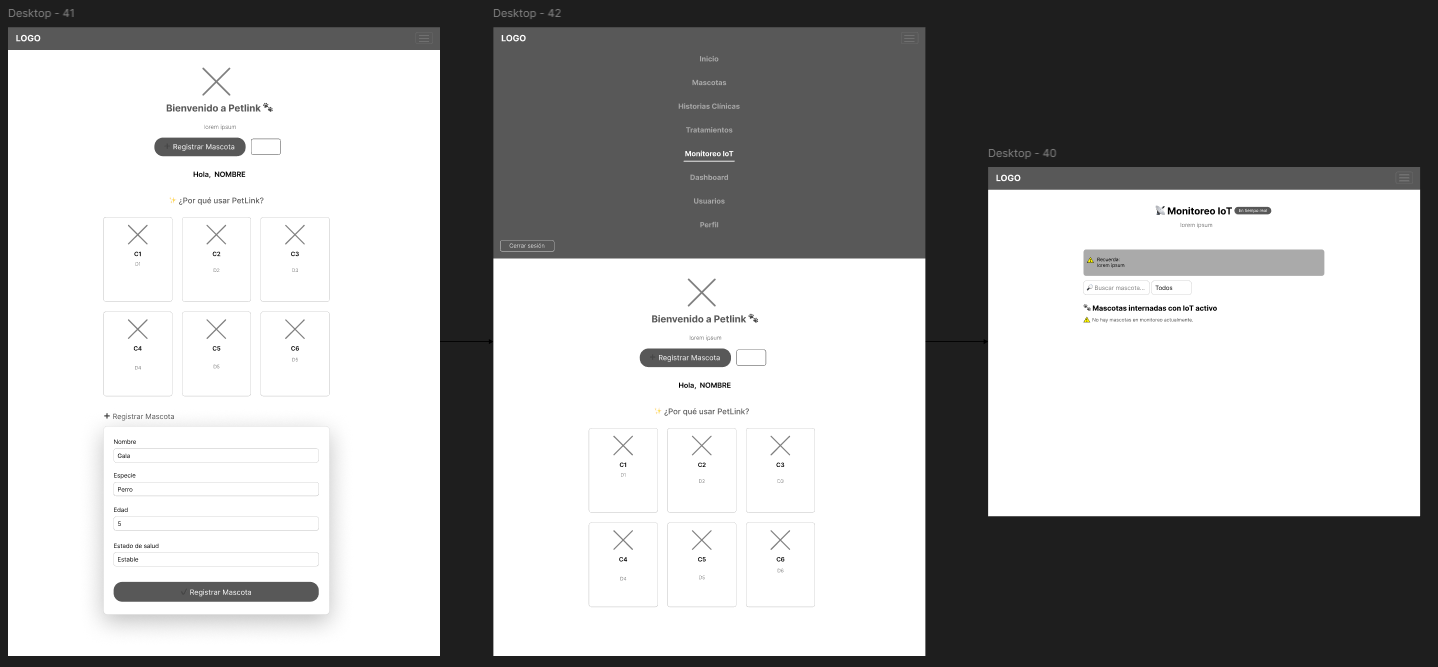 Desktop - 41
LOGO
Bienvenido a Petlink 🐾
lorem ipsum
Registrar Mascota
Hola, NOMBRE
✨ ¿Por qué usar PetLink?
C1
D1
C2
D2
C3
D3
C4
D4
C5
D5
C6
D5
+ Registrar Mascota
Nombre
Gala
Especie
Perro
Edad
5
Estado de salud
Estable
Registrar Mascota
Desktop - 42
LOGO
Inicio
Mascotas
Historias Clínicas
Tratamientos
Monitoreo IoT
Dashboard
Usuarios
Perfil
Cerrar sesión
Bienvenido a Petlink 🐾
lorem ipsum
Registrar Mascota
Hola, NOMBRE
✨ ¿Por qué usar PetLink?
C1
D1
C2
D2
C3
D3
C4
D4
C5
D5
C6
D6
Desktop - 40
LOGO
Monitoreo IoT En tiempo real
lorem ipsum
Recuerda:
lorem ipsum
Buscar mascota...
Todos
🐾 Mascotas internadas con IoT activo
⚠️ No hay mascotas en monitoreo actualmente.